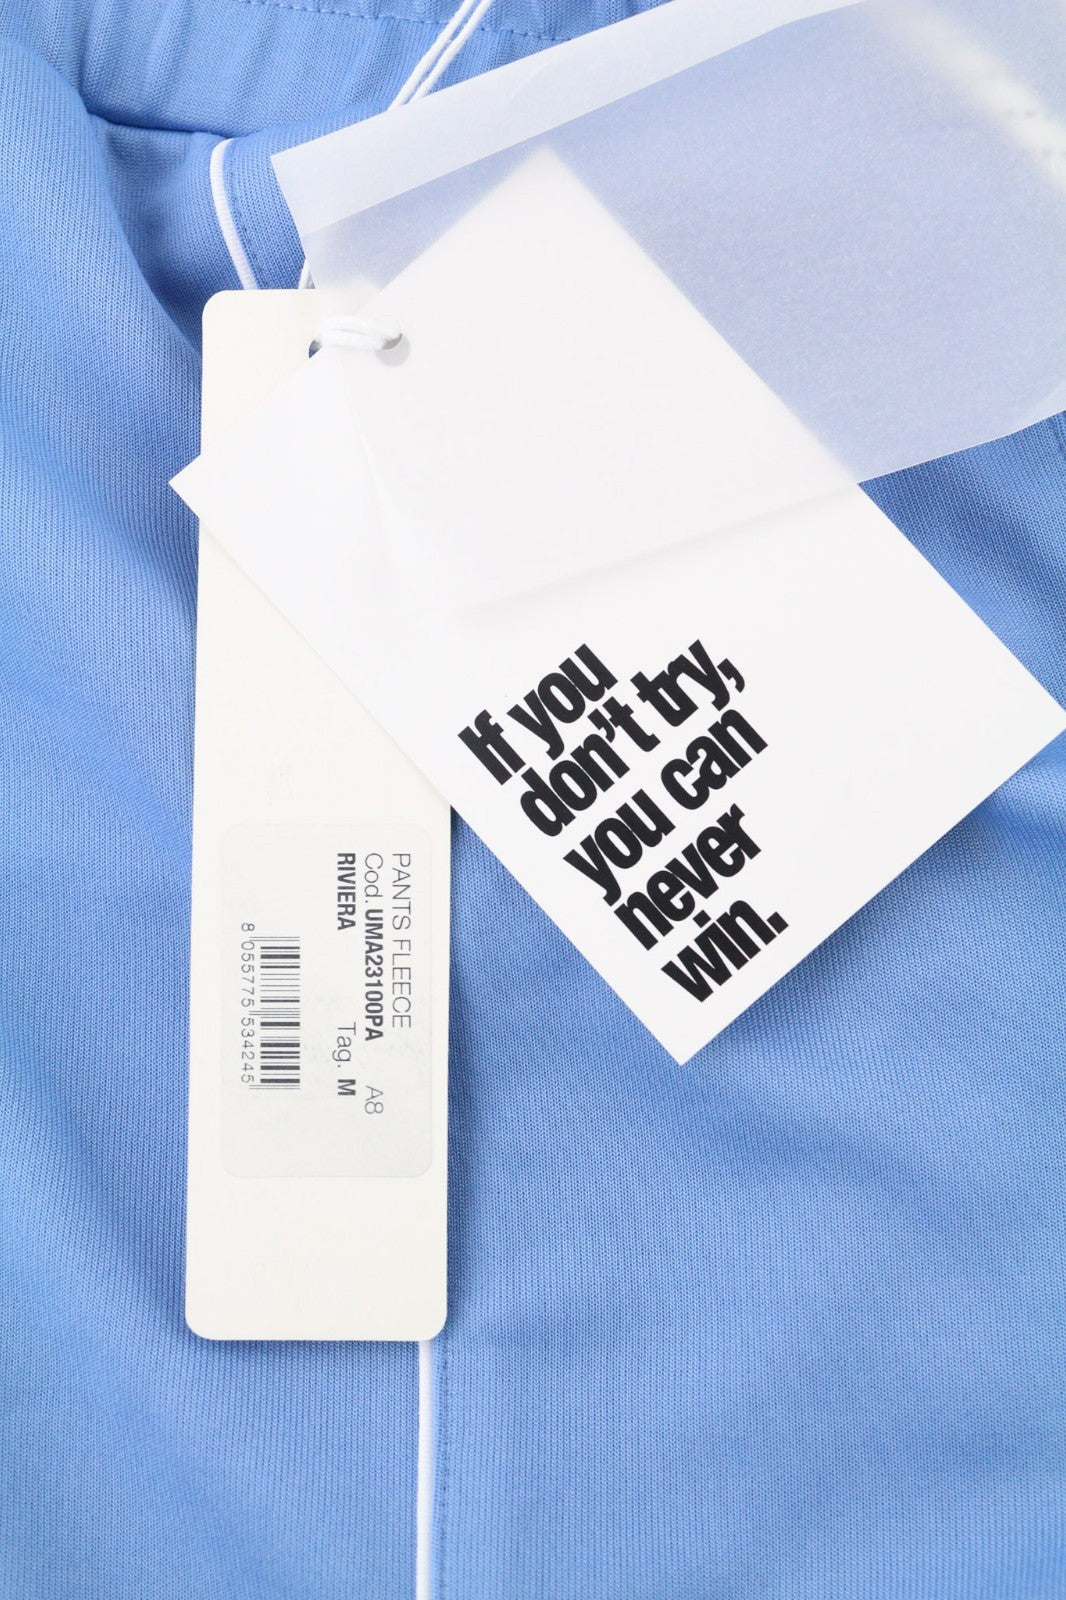 If you
don't try,
you can
never
win.
PANTS FLEECE
Cod. UMA23100PA A8
RIVIERA Tag. M
8 055775 534245